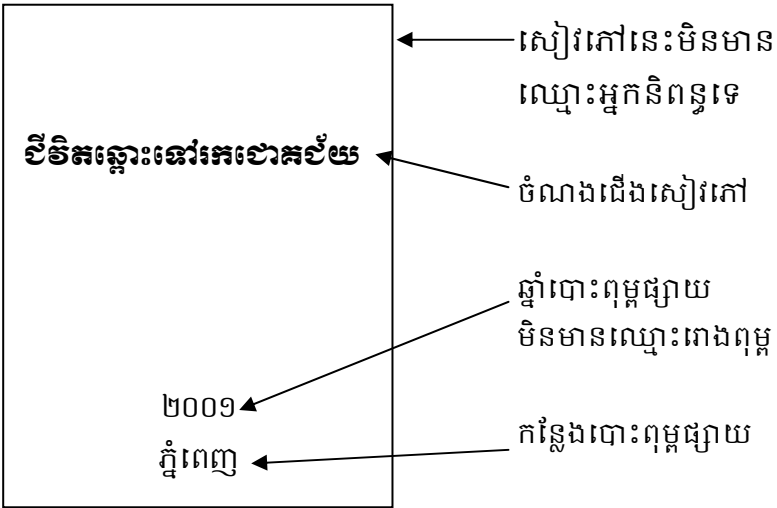 សៀវភៅនេះមិនមាន
ឈ្មោះអ្នកនិពន្ធទេ
ជីវិតឆ្ពោះទៅរកជោគជ័យ
ចំណងជើងសៀវភៅ
ឆ្នាំបោះពុម្ពផ្សាយ
មិនមានឈ្មោះរោងពុម្ព
២០០១
ភ្នំពេញ
កន្លែងបោះពុម្ពផ្សាយ